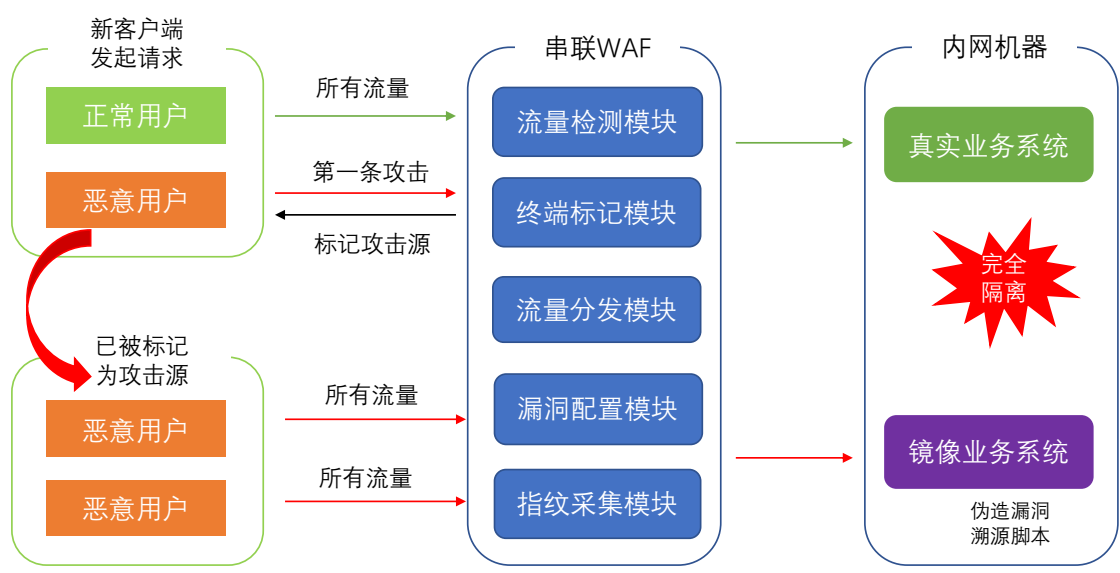 新客户端
发起请求
正常用户
恶意用户
所有流量
第一条攻击
标记攻击源
已被标记
为攻击源
恶意用户
恶意用户
所有流量
所有流量
串联WAF
流量检测模块
终端标记模块
流量分发模块
漏洞配置模块
指纹采集模块
内网机器
真实业务系统
完全
隔离
镜像业务系统
伪造漏洞
溯源脚本